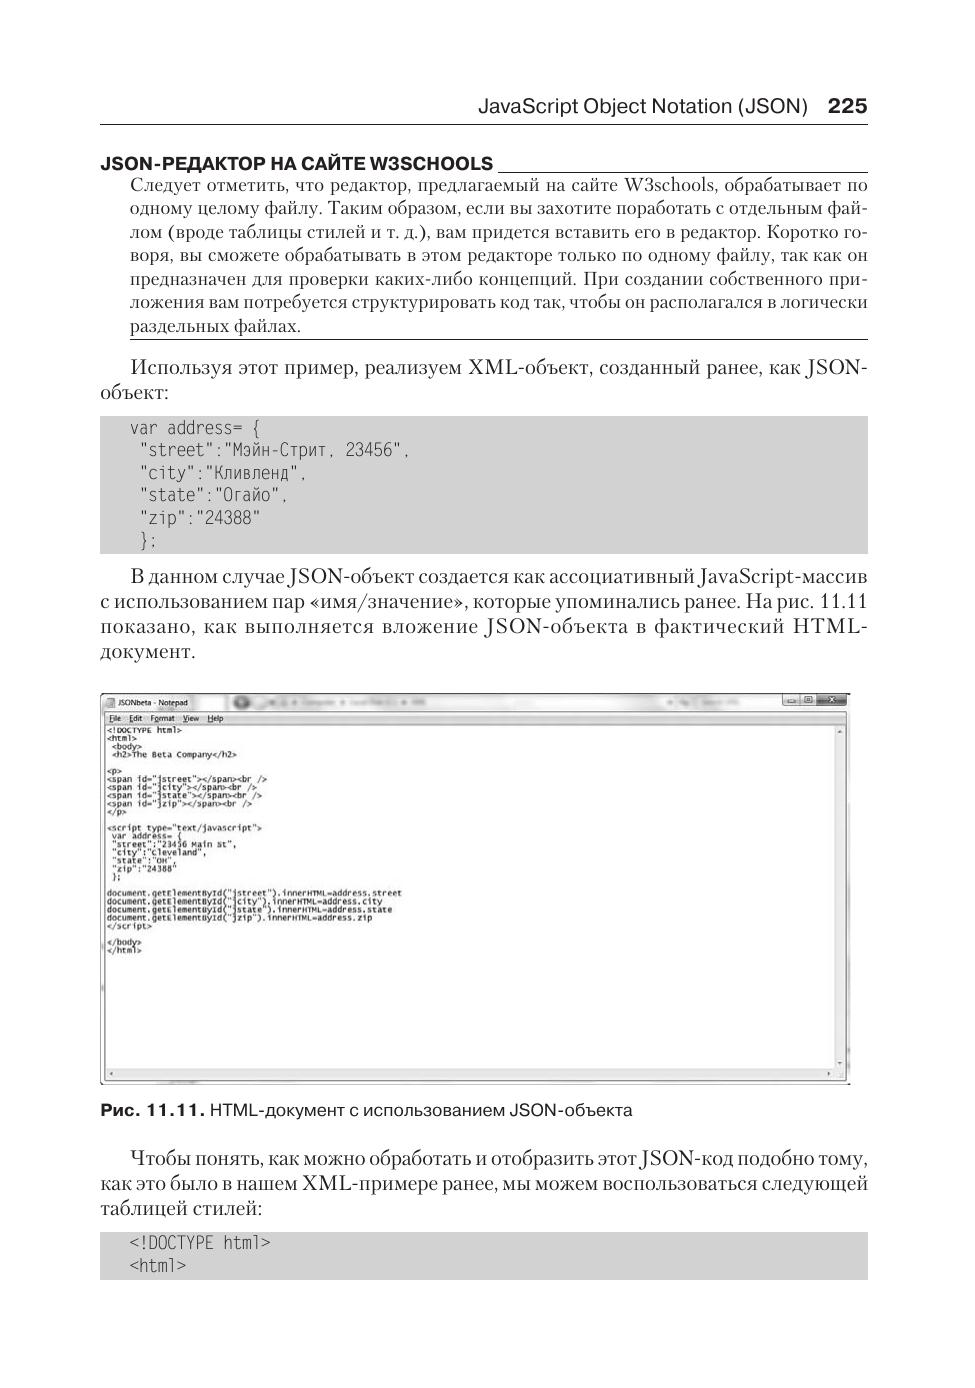 JavaScript Object Notation (JSON) 225
JSON-РЕДАКТОР НА САЙТЕ W3SCHOOLS
Следует отметить, что редактор, предлагаемый на сайте W3schools, обрабатывает по
одному целому файлу. Таким образом, если вы захотите поработать с отдельным фай-
лом (вроде таблицы стилей и т. д.), вам придется вставить его в редактор. Коротко го-
воря, вы сможете обрабатывать в этом редакторе только по одному файлу, так как он
предназначен для проверки каких-либо концепций. При создании собственного при-
ложения вам потребуется структурировать код так, чтобы он располагался в логически
раздельных файлах.
Используя этот пример, реализуем XML-объект, созданный ранее, как JSON-
объект:
var address= {
"street":"Мэйн-Стрит, 23456",
"city":"Кливленд",
"state":"Огайо",
"zip":"24388"
};
В данном случае JSON-объект создается как ассоциативный JavaScript-массив
с использованием пар «имя/значение», которые упоминались ранее. На рис. 11.11
показано, как выполняется вложение JSON-объекта в фактический HTML-
документ.
JSONbeta - Notepad
File Edit Format View Help
<!DOCTYPE html>
<html>
<body>
<h2>The Beta Company</h2>
<p>
<span id="jstreet"></span><br />
<span id="jcity"></span><br />
<span id="jstate"></span><br />
<span id="jzip"></span><br />
</p>
<script type="text/javascript">
var address= {
"street":"23456 Main St",
"city":"Cleveland",
"state":"OH",
"zip":"24388"
};
document.getElementById("jstreet").innerHTML=address.street
document.getElementById("jcity").innerHTML=address.city
document.getElementById("jstate").innerHTML=address.state
document.getElementById("jzip").innerHTML=address.zip
</script>
</body>
</html>
Рис. 11.11. HTML-документ с использованием JSON-объекта
Чтобы понять, как можно обработать и отобразить этот JSON-код подобно тому,
как это было в нашем XML-примере ранее, мы можем воспользоваться следующей
таблицей стилей:
<!DOCTYPE html>
<html>